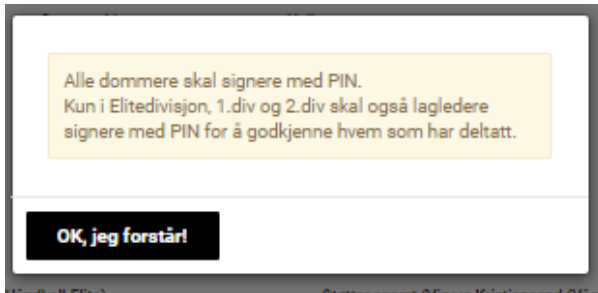 Alle dommere skal signere med PIN.
Kun i Elitedivisjon, 1.div og 2.div skal også lagledere
signere med PIN for å godkjenne hvem som har deltatt.
OK, jeg forstår!